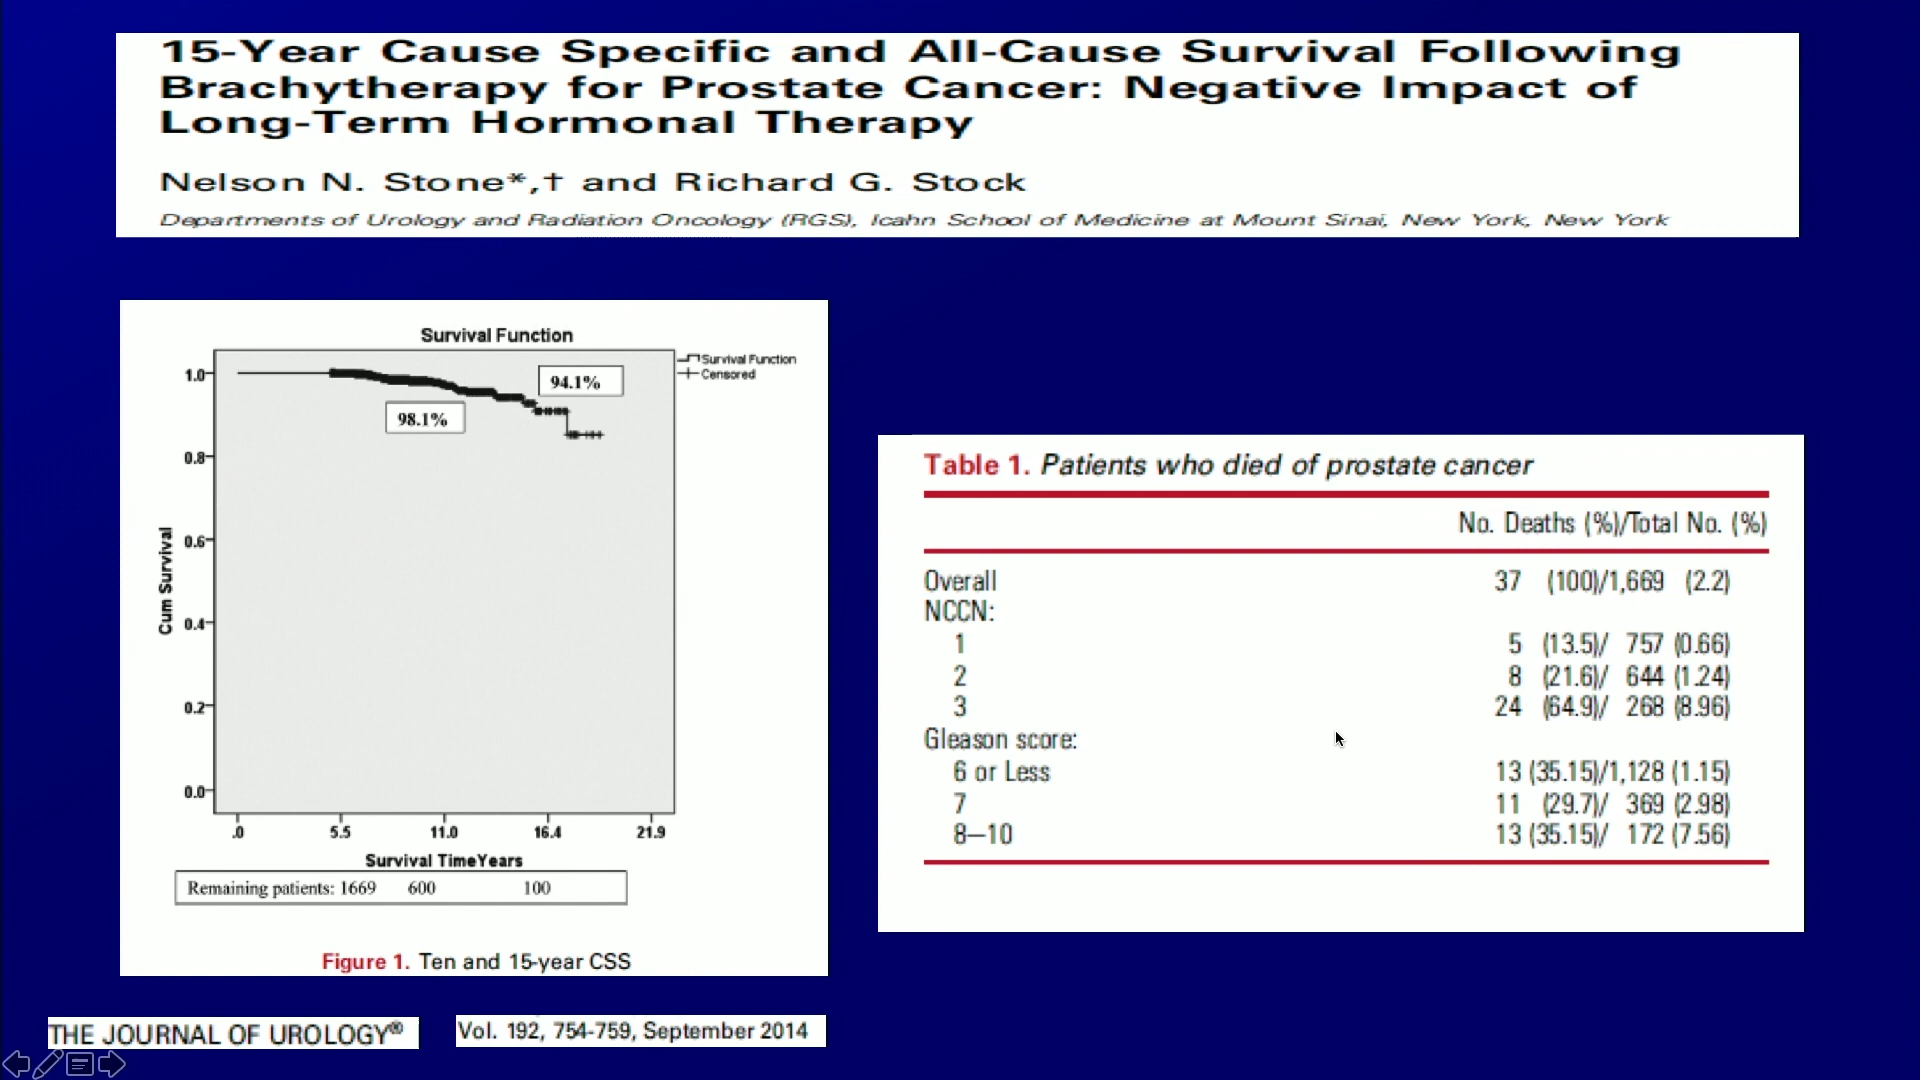 15-Year Cause Specific and All-Cause Survival Following
Brachytherapy for Prostate Cancer: Negative Impact of
Long-Term Hormonal Therapy
Nelson N. Stone*,† and Richard G. Stock
Departments of Urology and Radiation Oncology (RGS), Icahn School of Medicine at Mount Sinai, New York, New York
Survival Function
Survival Function
Censored
94.1%
98.1%
1.0
0.8
0.6
0.4
0.2
0.0
Cum Survival
.0 5.5 11.0 16.4 21.9
Survival TimeYears
Remaining patients: 1669 600 100
Figure 1. Ten and 15-year CSS
Table 1. Patients who died of prostate cancer
No. Deaths (%)/Total No. (%)
Overall 37 (100)/1,669 (2.2)
NCCN:
1 5 (13.5)/ 757 (0.66)
2 8 (21.6)/ 644 (1.24)
3 24 (64.9)/ 268 (8.96)
Gleason score:
6 or Less 13 (35.15)/1,128 (1.15)
7 11 (29.7)/ 369 (2.98)
8–10 13 (35.15)/ 172 (7.56)
THE JOURNAL OF UROLOGY®
Vol. 192, 754-759, September 2014